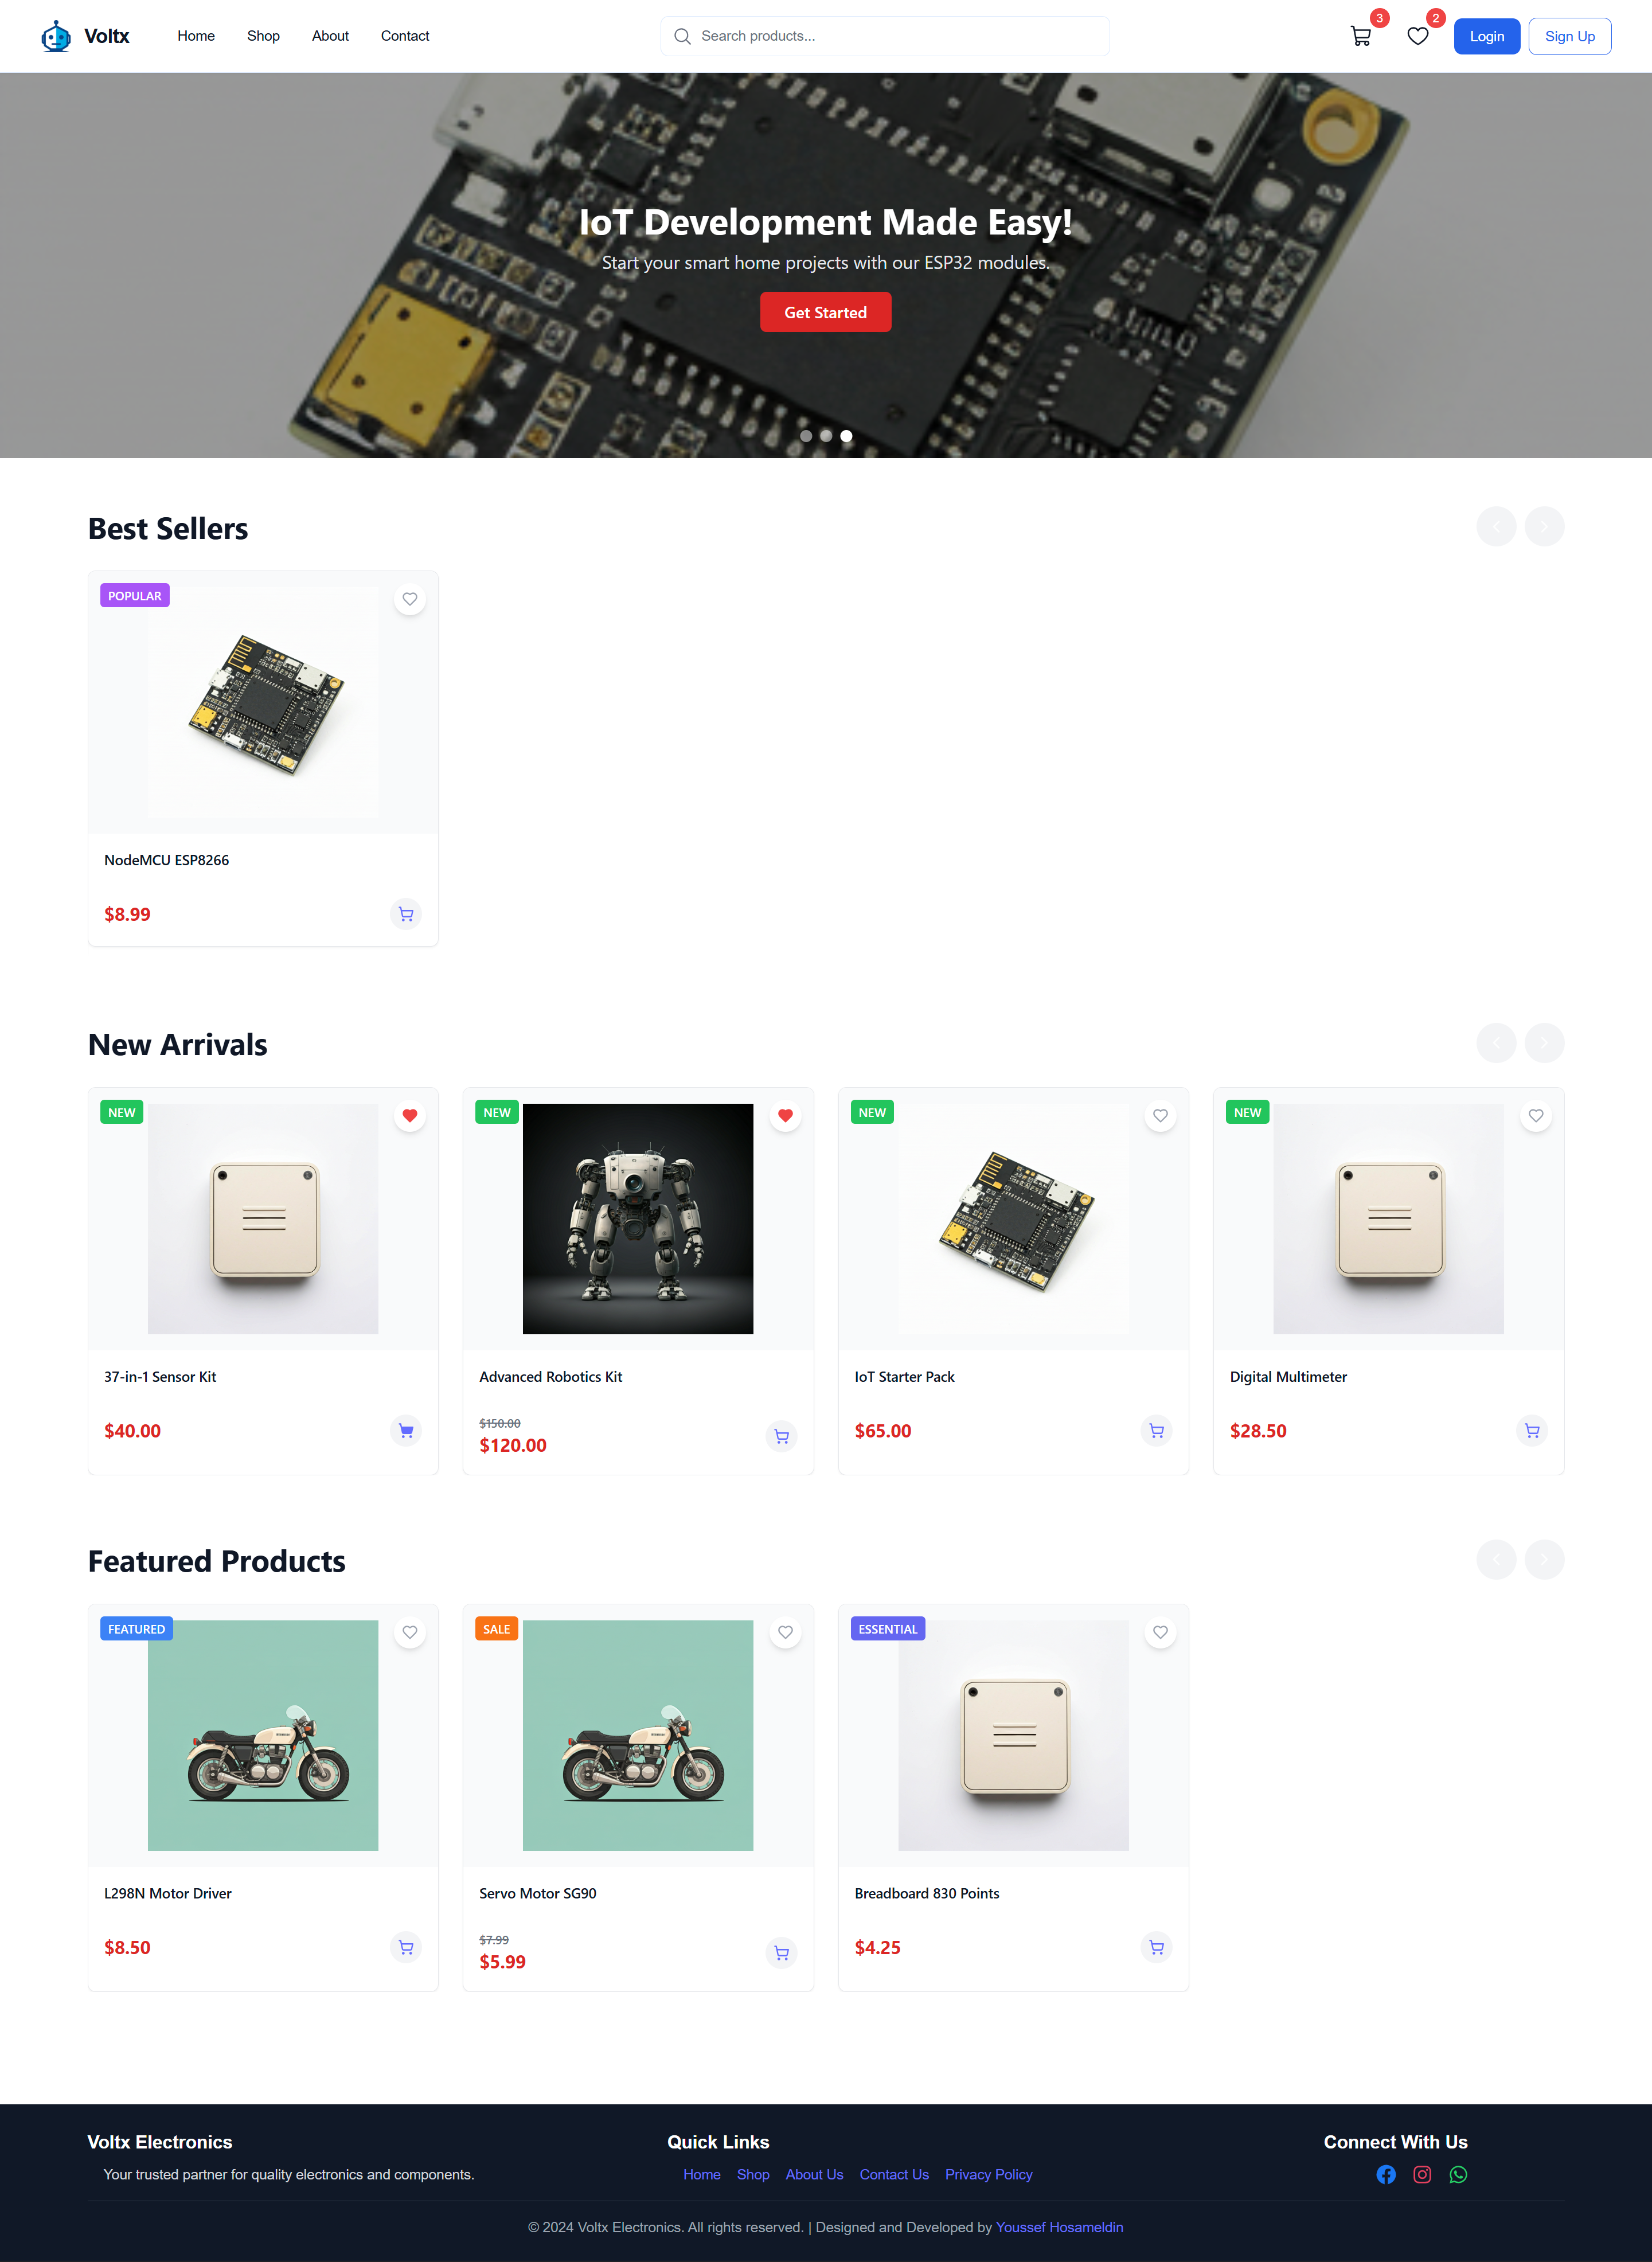 Voltx
Home
Shop
About
Contact
Search products...
3
2
Login
Sign Up
IoT Development Made Easy!
Start your smart home projects with our ESP32 modules.
Get Started
Best Sellers
POPULAR
NodeMCU ESP8266
$8.99
New Arrivals
NEW
37-in-1 Sensor Kit
$40.00
NEW
Advanced Robotics Kit
$150.00
$120.00
NEW
IoT Starter Pack
$65.00
NEW
Digital Multimeter
$28.50
Featured Products
FEATURED
L298N Motor Driver
$8.50
SALE
Servo Motor SG90
$7.99
$5.99
ESSENTIAL
Breadboard 830 Points
$4.25
Voltx Electronics
Your trusted partner for quality electronics and components.
Quick Links
Home
Shop
About Us
Contact Us
Privacy Policy
Connect With Us
© 2024 Voltx Electronics. All rights reserved. | Designed and Developed by Youssef Hosameldin